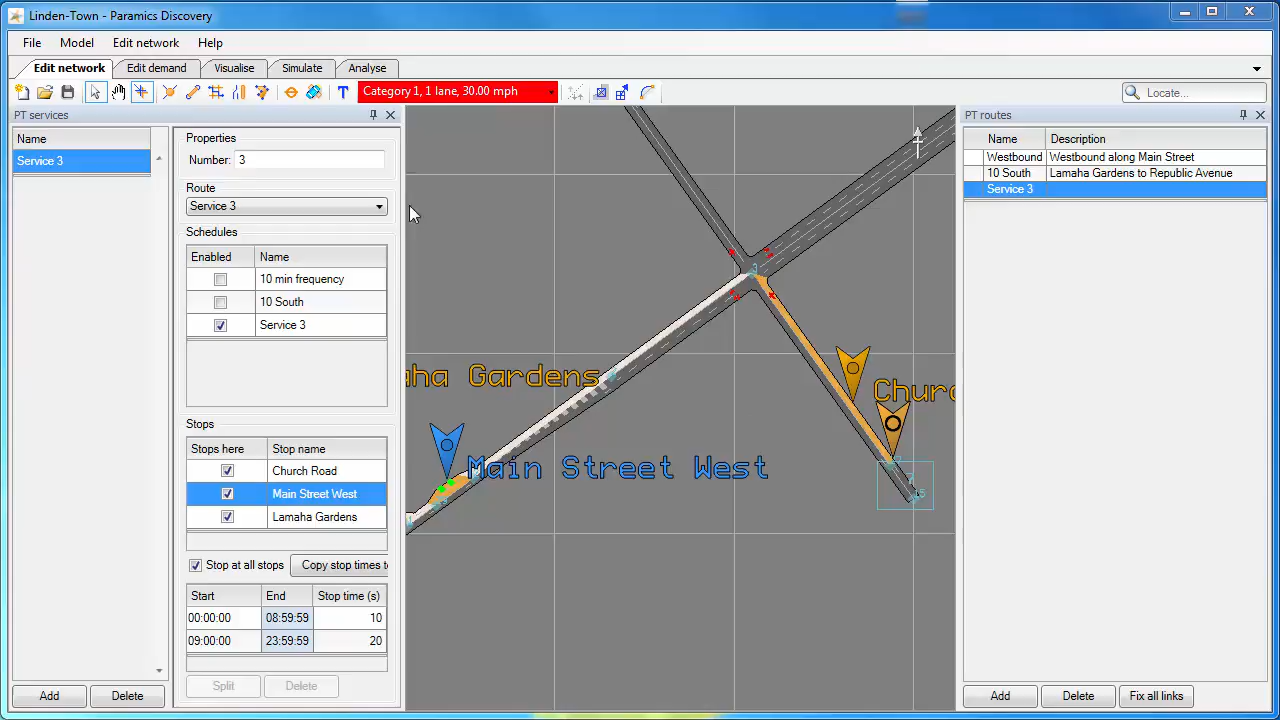 Linden-Town - Paramics Discovery
File Model Edit network Help
Edit network Edit demand Visualise Simulate Analyse
T Category 1, 1 lane, 30.00 mph Locate...
PT services
Name
Service 3
Add Delete
Properties
Number: 3
Route
Service 3
Schedules
Enabled Name
10 min frequency
10 South
Service 3
Stops
Stops here Stop name
Church Road
Main Street West
Lamaha Gardens
Stop at all stops Copy stop times to
Start End Stop time (s)
00:00:00 08:59:59 10
09:00:00 23:59:59 20
Split Delete
aha Gardens
Churc
Main Street West
PT routes
Name Description
Westbound Westbound along Main Street
10 South Lamaha Gardens to Republic Avenue
Service 3
Add Delete Fix all links